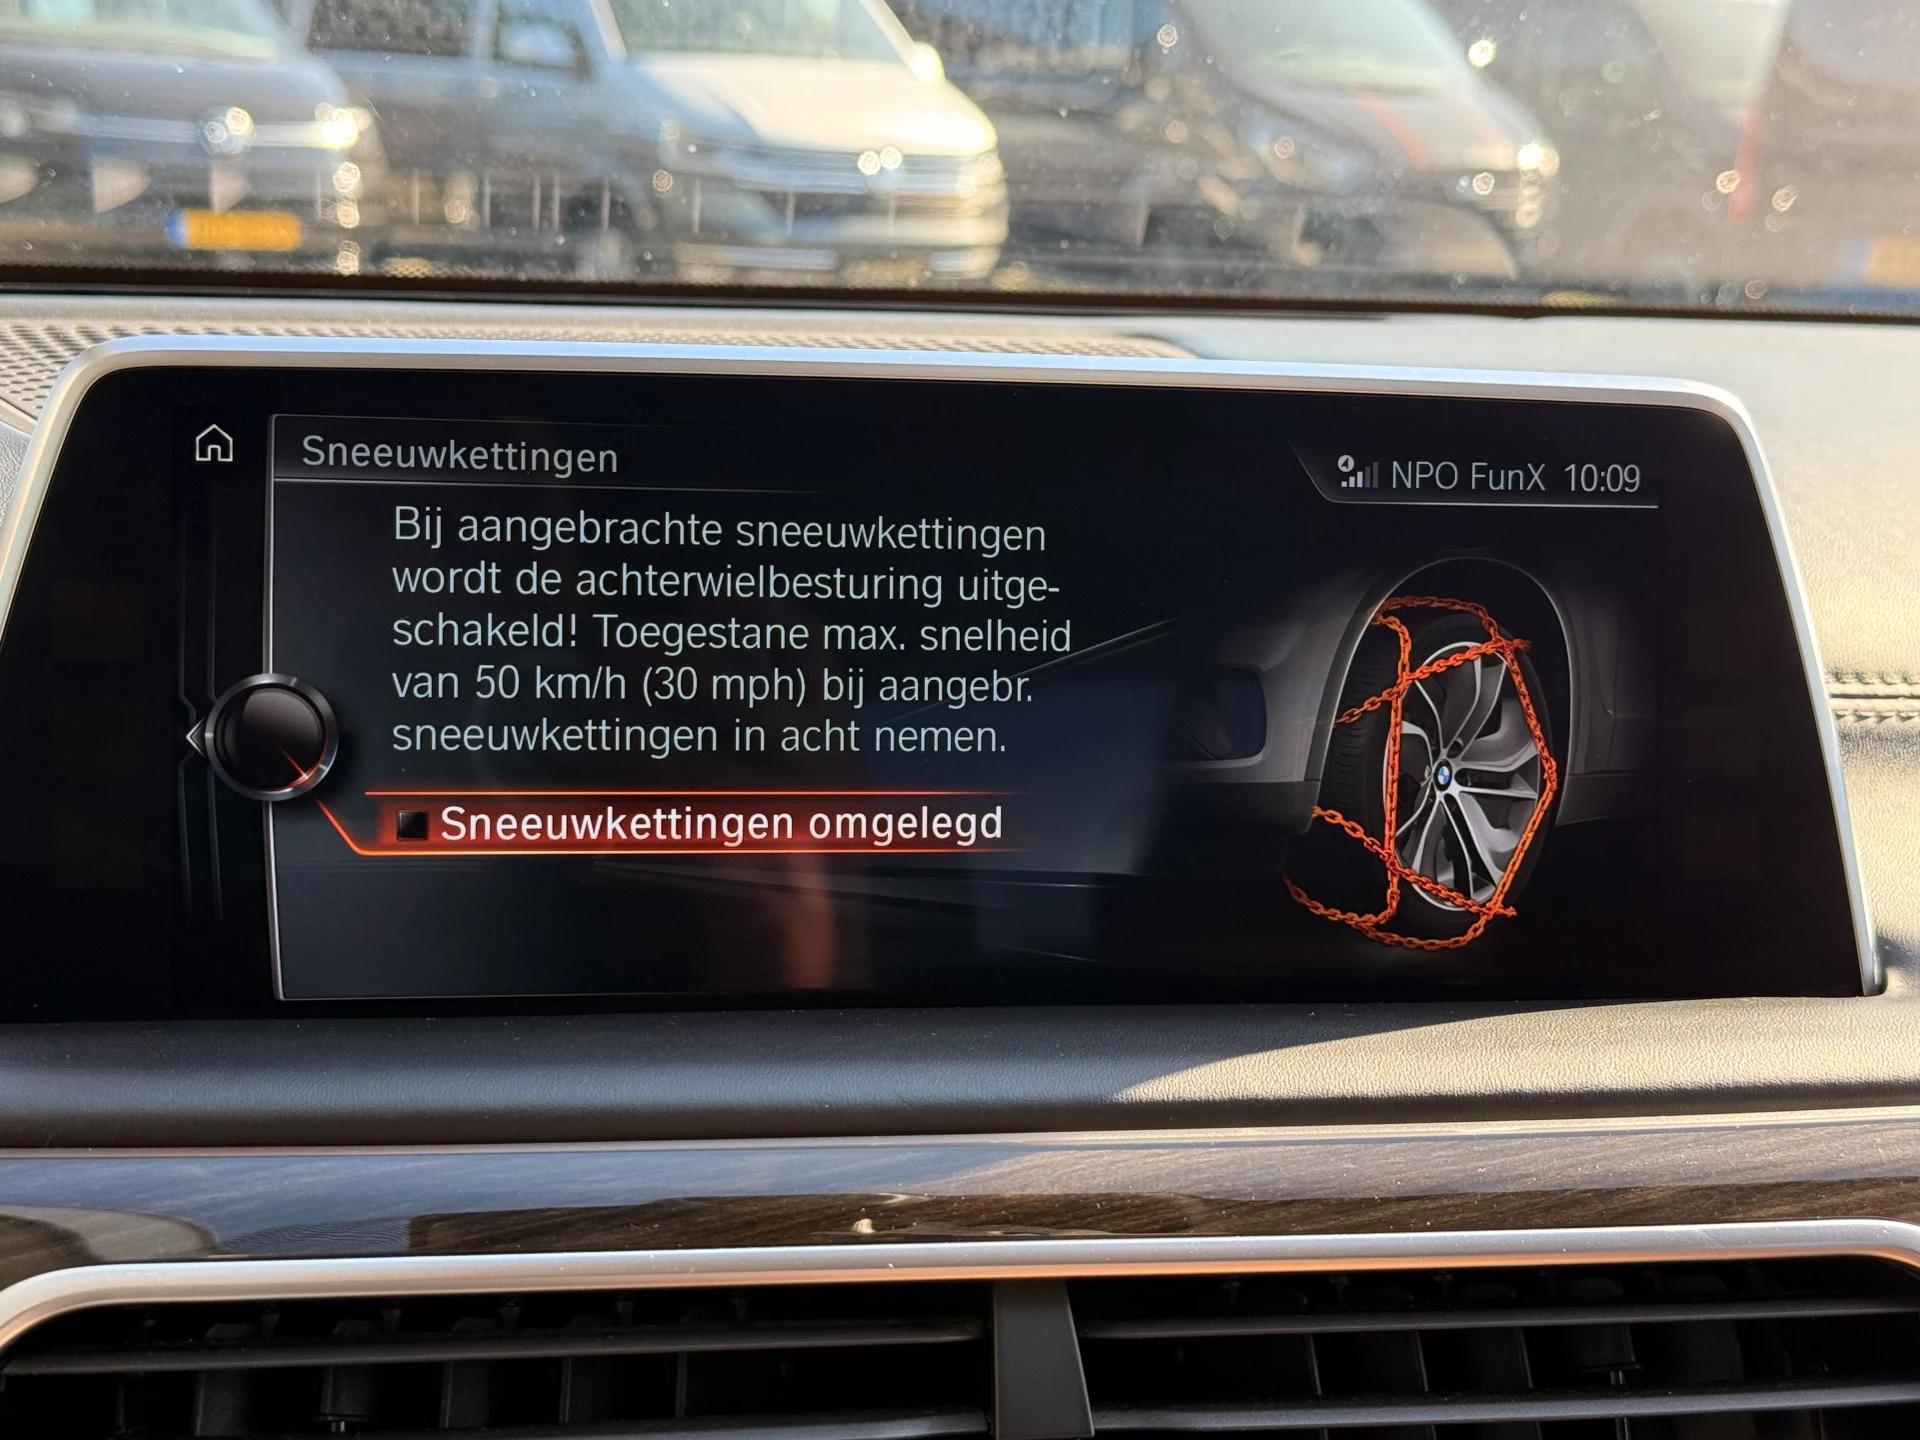 Sneeuwkettingen
NPO FunX 10:09
Bij aangebrachte sneeuwkettingen
wordt de achterwielbesturing uitge-
schakeld! Toegestane max. snelheid
van 50 km/h (30 mph) bij aangebr.
sneeuwkettingen in acht nemen.
Sneeuwkettingen omgelegd